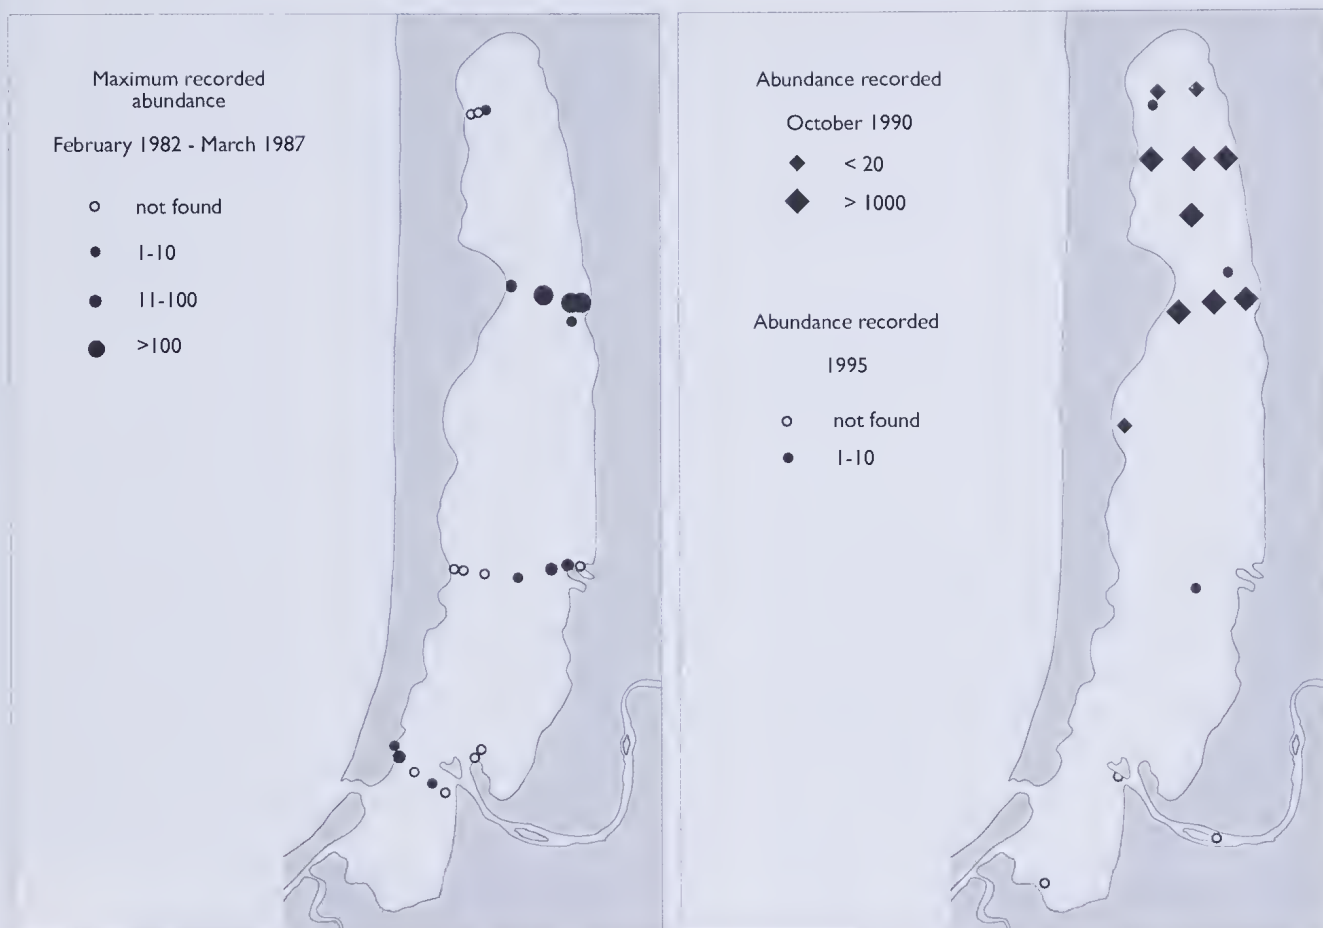 Maximum recorded
abundance
February 1982 - March 1987
not found
1-10
11-100
>100
Abundance recorded
October 1990
< 20
> 1000
Abundance recorded
1995
not found
1-10